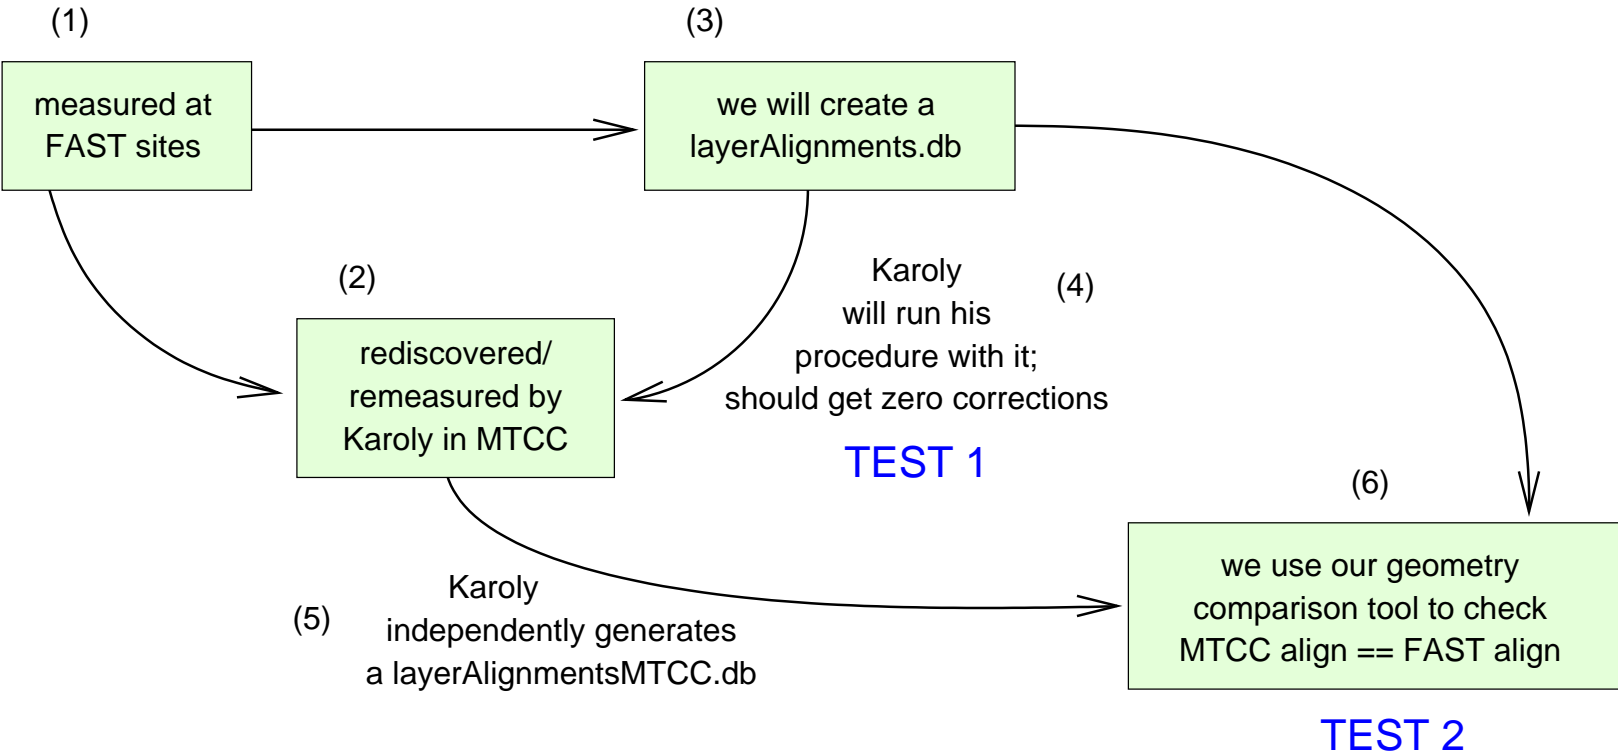 (1)
measured at
FAST sites
(3)
we will create a
layerAlignments.db
(2)
rediscovered/
remeasured by
Karoly in MTCC
Karoly
will run his
procedure with it;
should get zero corrections
(4)
TEST 1
(5)
Karoly
independently generates
a layerAlignmentsMTCC.db
(6)
we use our geometry
comparison tool to check
MTCC align == FAST align
TEST 2